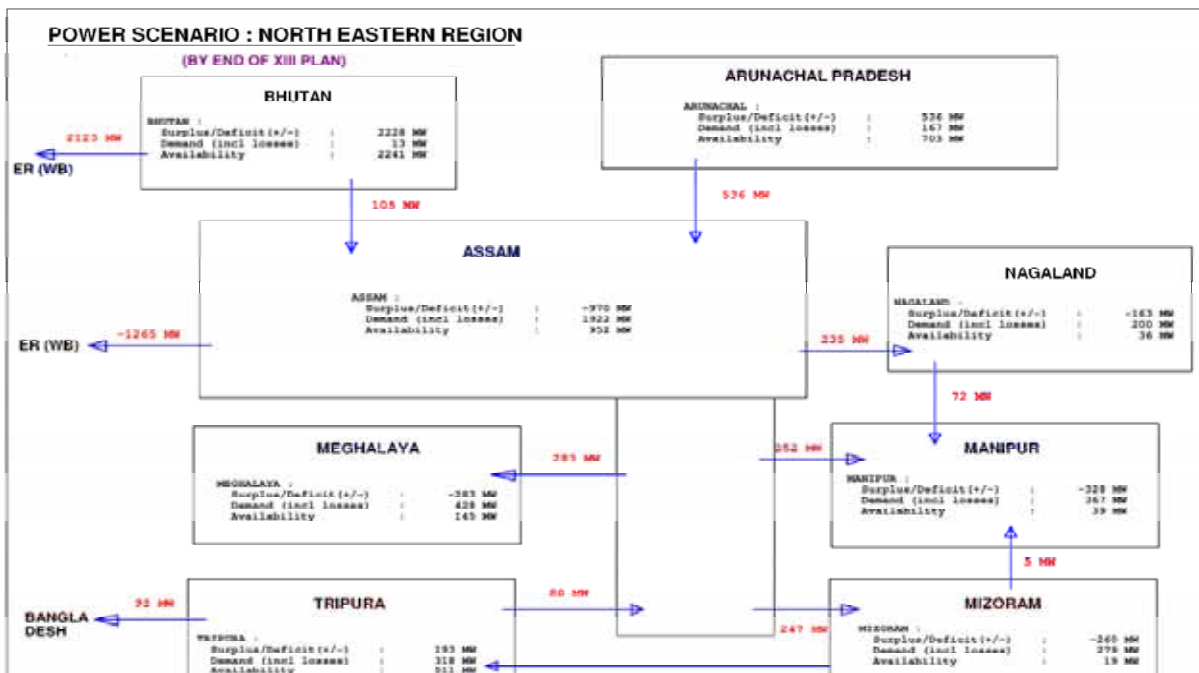 POWER SCENARIO : NORTH EASTERN REGION
(BY END OF XIII PLAN)
BHUTAN
BHUTAN :
Surplus/Deficit(+/-) : 2228 MW
Demand (incl losses) : 13 MW
Availability : 2241 MW
2123 MW
ER (WB)
105 MW
ARUNACHAL PRADESH
ARUNACHAL :
Surplus/Deficit(+/-) : 536 MW
Demand (incl losses) : 167 MW
Availability : 703 MW
536 MW
ASSAM
ASSAM :
Surplus/Deficit(+/-) : -970 MW
Demand (incl losses) : 1922 MW
Availability : 952 MW
-1265 MW
ER (WB)
235 MW
NAGALAND
NAGALAND :
Surplus/Deficit(+/-) : -163 MW
Demand (incl losses) : 200 MW
Availability : 36 MW
72 MW
MEGHALAYA
MEGHALAYA :
Surplus/Deficit(+/-) : -283 MW
Demand (incl losses) : 428 MW
Availability : 145 MW
283 MW
252 MW
MANIPUR
MANIPUR :
Surplus/Deficit(+/-) : -328 MW
Demand (incl losses) : 367 MW
Availability : 39 MW
5 MW
MW
BANGLA
DESH
TRIPURA
TRIPURA :
Surplus/Deficit(+/-) : 193 MW
Demand (incl losses) : 318 MW
Availability : 511 MW
80 MW
247 MW
MIZORAM
MIZORAM :
Surplus/Deficit(+/-) : -260 MW
Demand (incl losses) : 279 MW
Availability : 19 MW